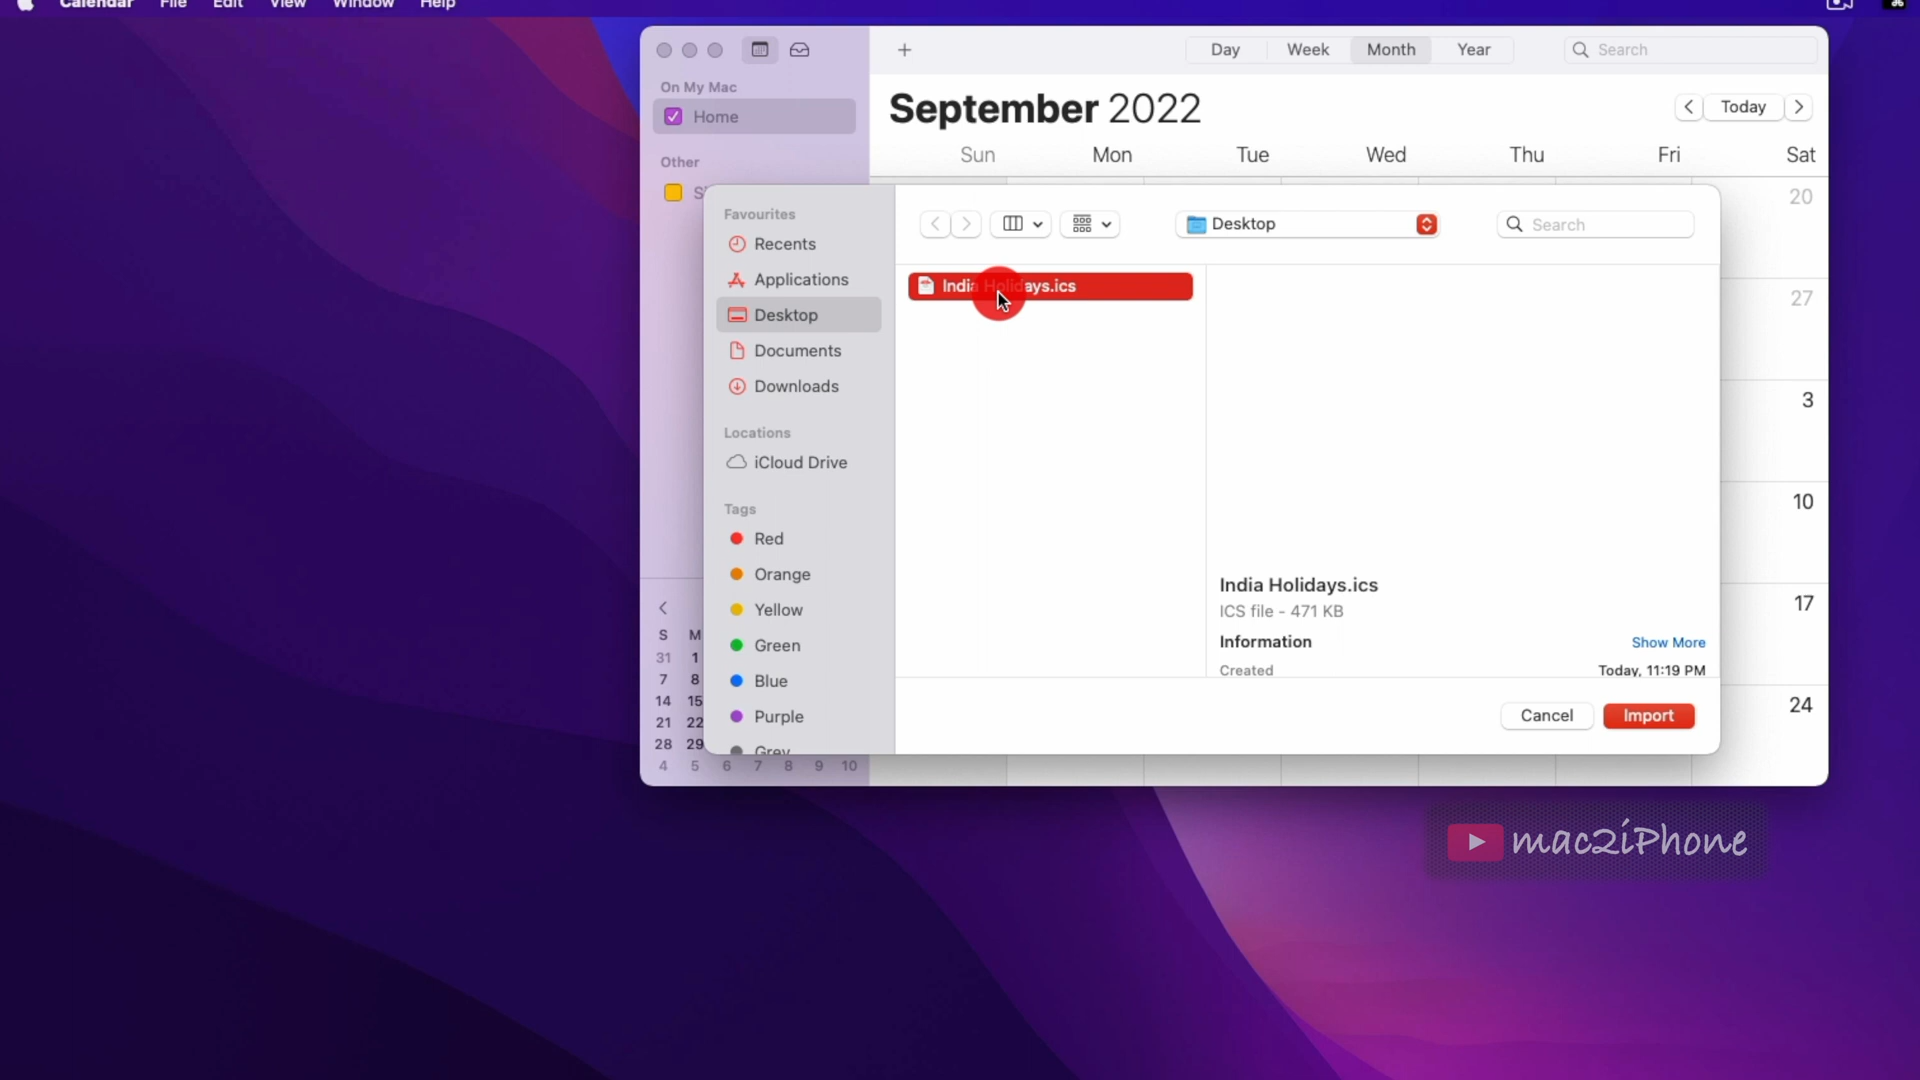 Calendar File Edit View Window Help
+ Day Week Month Year Search
On My Mac
Home
September 2022
Today
Sun Mon Tue Wed Thu Fri Sat
Other
20
27
3
10
17
24
Favourites
Recents
Applications
Desktop
Documents
Downloads
Locations
iCloud Drive
Tags
Red
Orange
Yellow
Green
Blue
Purple
Grey
Desktop
Search
India Holidays.ics
India Holidays.ics
ICS file - 471 KB
Information Show More
Created Today, 11:19 PM
Cancel Import
S M
31 1
7 8
14 15
21 22
28 29
4 5 6 7 8 9 10
mac2iPhone